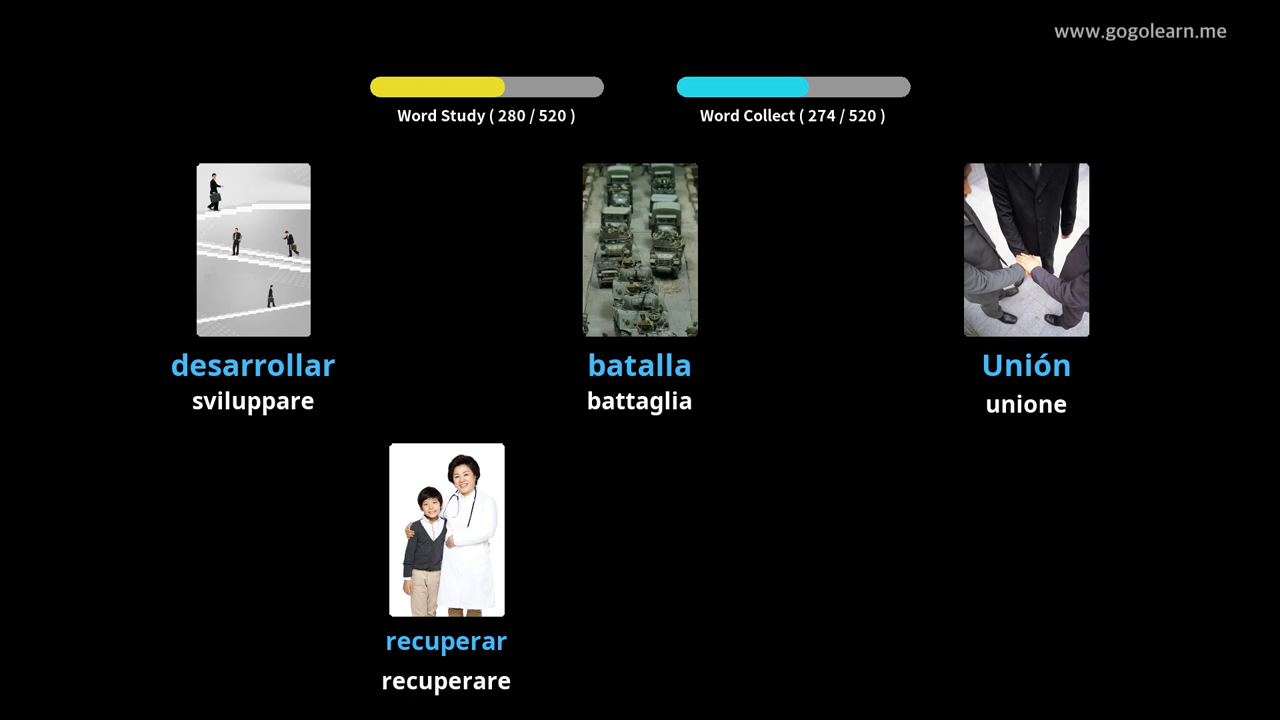 www.gogolearn.me
Word Study ( 280 / 520 )
Word Collect ( 274 / 520 )
desarrollar
sviluppare
batalla
battaglia
Unión
unione
recuperar
recuperare